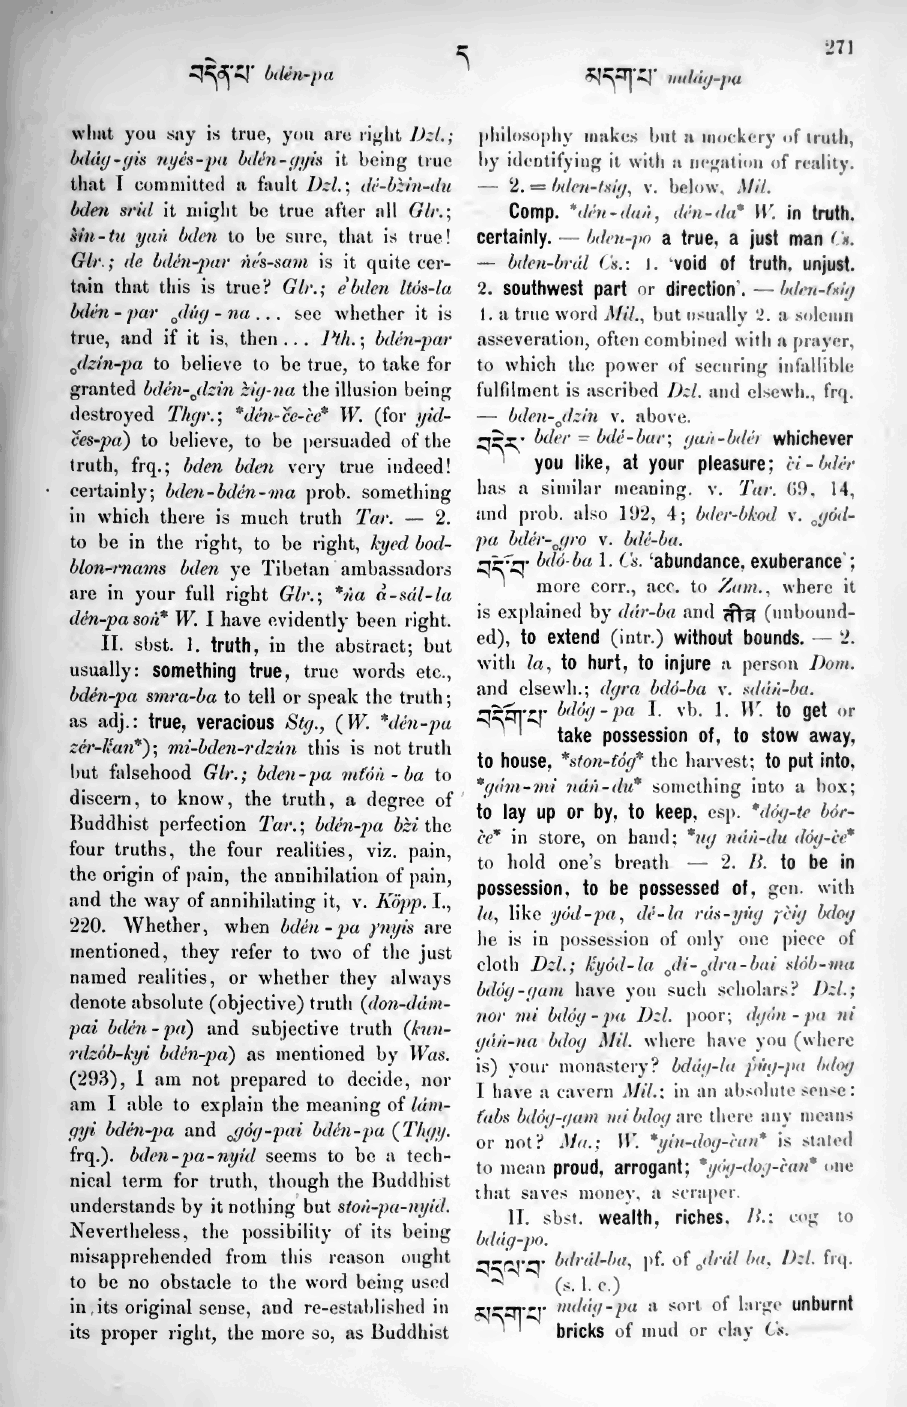 271
བདེན་པ་ bdén-pa
ད
མདག་པ་ mdág-pa
what you say is true, you are right Dzl.;
bdág-gis nyés-pa bdén-gyis it being true
that I committed a fault Dzl.; dé-bžin-du
bden srid it might be true after all Glr.;
šin-tu yaṅ bden to be sure, that is true!
Glr.; de bdén-par ṅés-sam is it quite cer-
tain that this is true? Glr.; e bden ltós-la
bdén-par ₒdúg-na... see whether it is
true, and if it is, then... Pth.; bdén-par
ₒdzín-pa to believe to be true, to take for
granted bdén-ₒdzin žig-na the illusion being
destroyed Thgr.; *dén-c̆e-c̀e* W. (for yid-
c̆es-pa) to believe, to be persuaded of the
truth, frq.; bden bden very true indeed!
certainly; bden-bdén-ma prob. something
in which there is much truth Tar. — 2.
to be in the right, to be right, kyed bod-
blon-rnams bden ye Tibetan ambassadors
are in your full right Glr.; *ṅa ȧ-sál-la
dén-pa soṅ* W. I have evidently been right.
II. sbst. 1. truth, in the abstract; but
usually: something true, true words etc.,
bdén-pa smra-ba to tell or speak the truth;
as adj.: true, veracious Stg., (W. *dén-pa
zér-k̔an*); mi-bden-rdzún this is not truth
but falsehood Glr.; bden-pa mt̔óṅ-ba to
discern, to know, the truth, a degree of
Buddhist perfection Tar.; bdén-pa bži the
four truths, the four realities, viz. pain,
the origin of pain, the annihilation of pain,
and the way of annihilating it, v. Köpp. I.,
220. Whether, when bdén-pa γnyis are
mentioned, they refer to two of the just
named realities, or whether they always
denote absolute (objective) truth (don-dám-
pai bdén-pa) and subjective truth (kun-
rdzób-kyi bdén-pa) as mentioned by Was.
(293), I am not prepared to decide, nor
am I able to explain the meaning of lám-
gyi bdén-pa and ₒgóg-pai bdén-pa (Thgy.
frq.). bden-pa-nyid seems to be a tech-
nical term for truth, though the Buddhist
understands by it nothing but stoṅ-pa-nyid.
Nevertheless, the possibility of its being
misapprehended from this reason ought
to be no obstacle to the word being used
in its original sense, and re-established in
its proper right, the more so, as Buddhist
philosophy makes but a mockery of truth,
by identifying it with a negation of reality.
— 2. = bden-tsig, v. below, Mil.
Comp. *dén-daṅ, dén-da* W. in truth,
certainly. — bden-po a true, a just man Cs.
— bden-brál Cs.: 1. ‘void of truth, unjust.
2. southwest part or direction’. — bden-tsig
1. a true word Mil., but usually 2. a solemn
asseveration, often combined with a prayer,
to which the power of securing infallible
fulfilment is ascribed Dzl. and elsewh., frq.
— bden-ₒdzin v. above.
བདེར་ bder = bdé-bar; gaṅ-bdér whichever
you like, at your pleasure; c̀i-bdér
has a similar meaning. v. Tar. 69, 14,
and prob. also 192, 4; bder-bkod v. ₒgód-
pa bdér-ₒgro v. bdé-ba.
བདོ་བ་ bdó-ba 1. Cs. ‘abundance, exuberance’;
more corr., acc. to Zam., where it
is explained by dár-ba and तीव्र (unbound-
ed), to extend (intr.) without bounds. — 2.
with la, to hurt, to injure a person Dom.
and elsewh.; dgra bdó-ba v. sdáṅ-ba.
བདོག་པ་ bdóg-pa I. vb. 1. W. to get or
take possession of, to stow away,
to house, *ston-t̔óg* the harvest; to put into,
*gám-mi náṅ-du* something into a box;
to lay up or by, to keep, esp. *dóg-te bór-
c̀e* in store, on hand; *ug náṅ-du dóg-c̀e*
to hold one’s breath — 2. B. to be in
possession, to be possessed of, gen. with
la, like yód-pa, dé-la rás-yúg γc̀ig bdog
he is in possession of only one piece of
cloth Dzl.; k̔yód-la ₒdi-ₒdra-bai slób-ma
bdóg-gam have you such scholars? Dzl.;
nor mi bdóg-pa Dzl. poor; dgón-pa ni
gáṅ-na bdog Mil. where have you (where
is) your monastery? bdág-la p̔úg-pa bdog
I have a cavern Mil.: in an absolute sense:
t̔abs bdóg-gam mi bdog are there any means
or not? Ma.; W. *yin-dog-c̀an* is stated
to mean proud, arrogant; *yóg-dog-c̀an* one
that saves money, a scraper.
II. sbst. wealth, riches, B.: cog to
bdág-po.
བདྲལ་བ་ bdrál-ba, pf. of ₒdrál ba, Dzl. frq.
(s. l. c.)
མདག་པ་ mdág-pa a sort of large unburnt
bricks of mud or clay Cs.